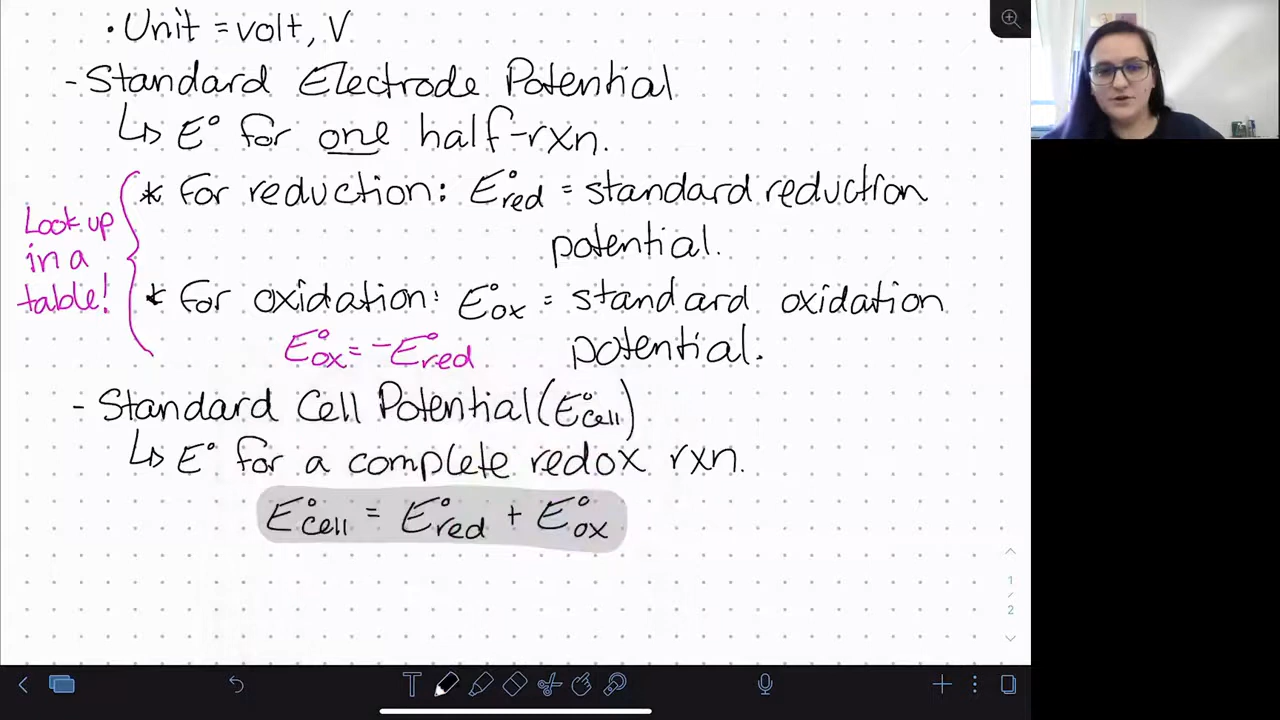 • Unit = volt, V
- Standard Electrode Potential
↳ E° for one half-rxn.
* For reduction: E°red = standard reduction
potential.
Look up
in a
table!
* For oxidation: E°ox = standard oxidation
E°ox = -E°red potential.
- Standard Cell Potential (E°cell)
↳ E° for a complete redox rxn.
E°cell = E°red + E°ox
1
/
2
T